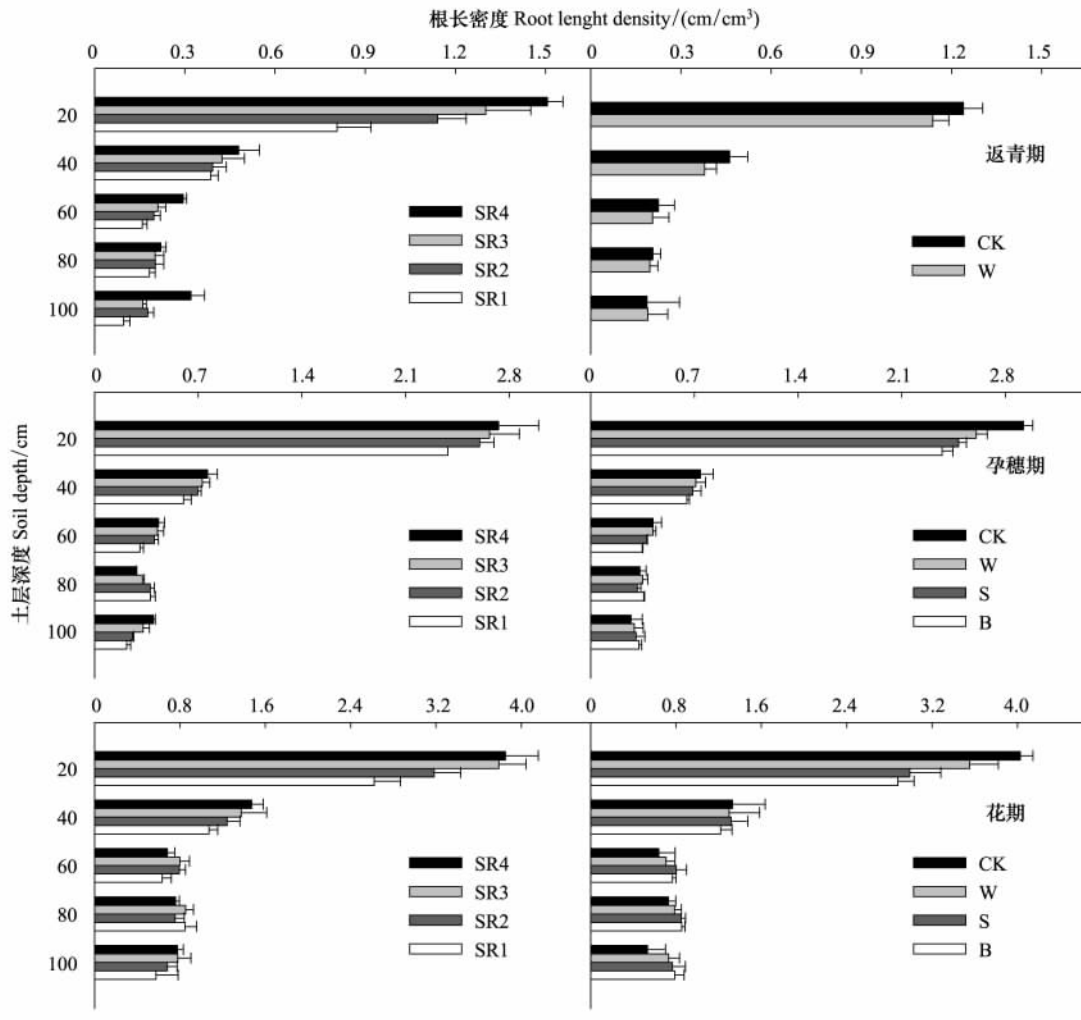 根长密度 Root lenght density/(cm/cm³)
0 0.3 0.6 0.9 1.2 1.5
0 0.3 0.6 0.9 1.2 1.5
20
40
60
80
100
SR4
SR3
SR2
SR1
返青期
CK
W
0 0.7 1.4 2.1 2.8
0 0.7 1.4 2.1 2.8
土层深度 Soil depth/cm
20
40
60
80
100
SR4
SR3
SR2
SR1
孕穗期
CK
W
S
B
0 0.8 1.6 2.4 3.2 4.0
0 0.8 1.6 2.4 3.2 4.0
20
40
60
80
100
SR4
SR3
SR2
SR1
花期
CK
W
S
B